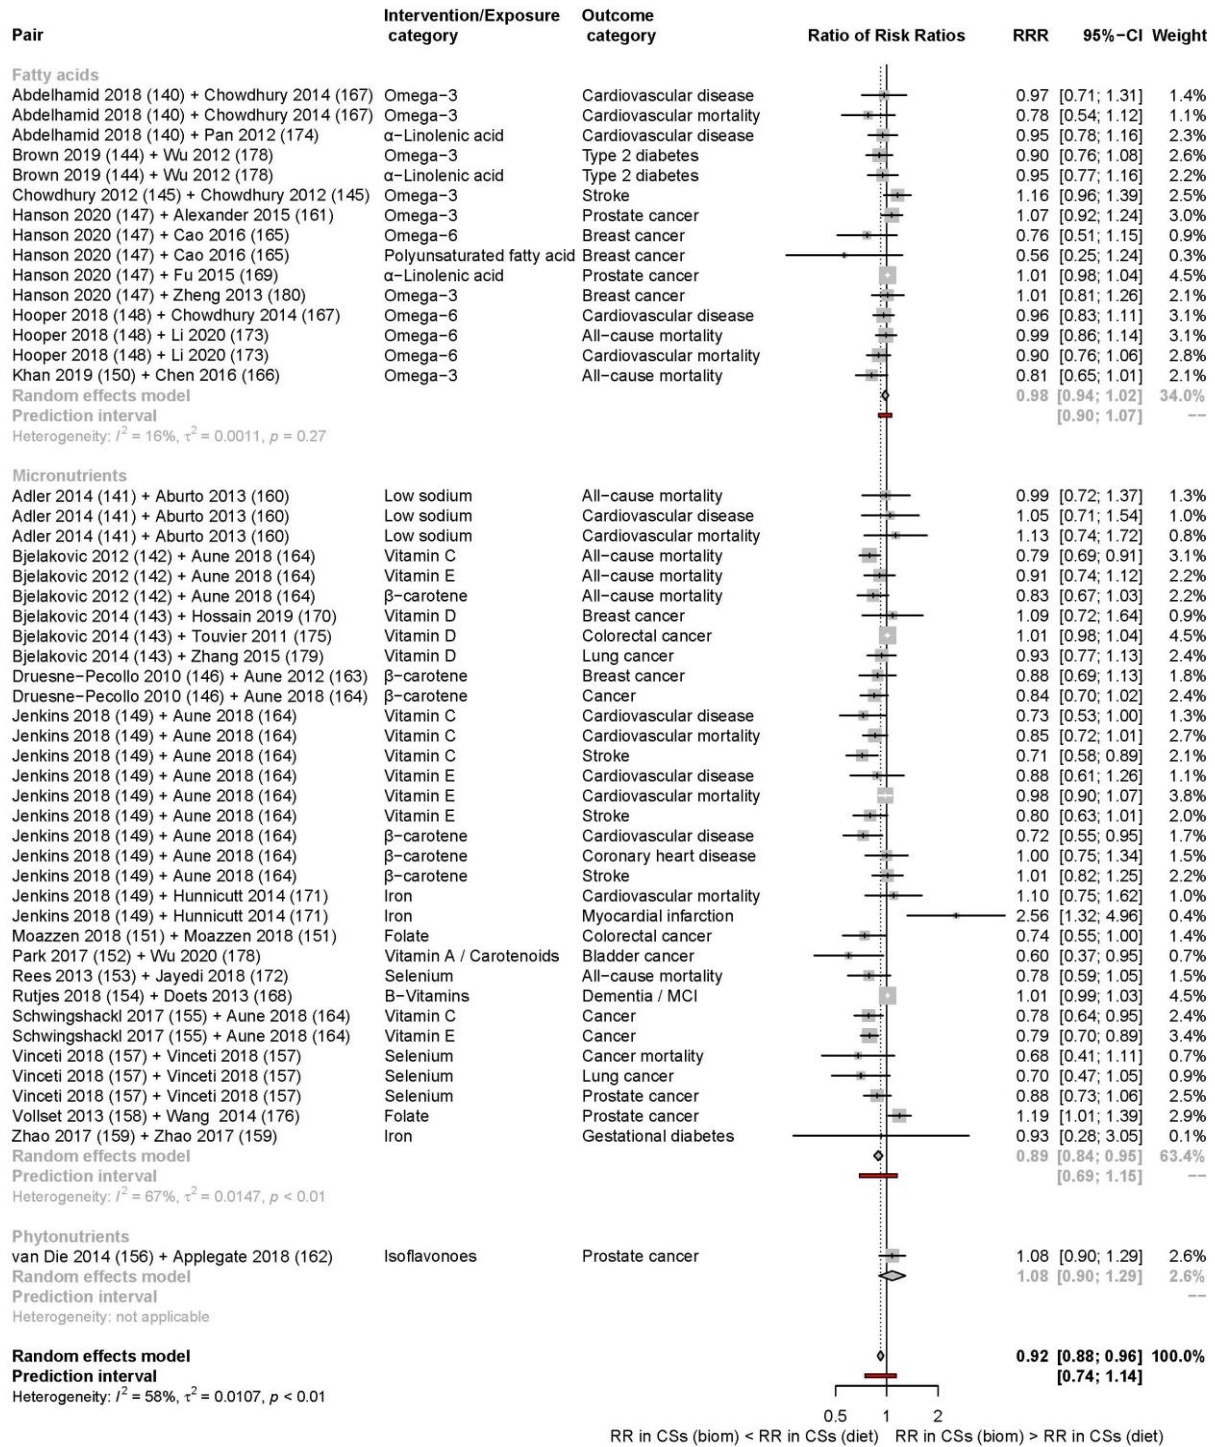 Pair Intervention/Exposure category Outcome category Ratio of Risk Ratios RRR 95%−CI Weight
Fatty acids
Abdelhamid 2018 (140) + Chowdhury 2014 (167) Omega−3 Cardiovascular disease 0.97 [0.71; 1.31] 1.4%
Abdelhamid 2018 (140) + Chowdhury 2014 (167) Omega−3 Cardiovascular mortality 0.78 [0.54; 1.12] 1.1%
Abdelhamid 2018 (140) + Pan 2012 (174) α−Linolenic acid Cardiovascular disease 0.95 [0.78; 1.16] 2.3%
Brown 2019 (144) + Wu 2012 (178) Omega−3 Type 2 diabetes 0.90 [0.76; 1.08] 2.6%
Brown 2019 (144) + Wu 2012 (178) α−Linolenic acid Type 2 diabetes 0.95 [0.77; 1.16] 2.2%
Chowdhury 2012 (145) + Chowdhury 2012 (145) Omega−3 Stroke 1.16 [0.96; 1.39] 2.5%
Hanson 2020 (147) + Alexander 2015 (161) Omega−3 Prostate cancer 1.07 [0.92; 1.24] 3.0%
Hanson 2020 (147) + Cao 2016 (165) Omega−6 Breast cancer 0.76 [0.51; 1.15] 0.9%
Hanson 2020 (147) + Cao 2016 (165) Polyunsaturated fatty acid Breast cancer 0.56 [0.25; 1.24] 0.3%
Hanson 2020 (147) + Fu 2015 (169) α−Linolenic acid Prostate cancer 1.01 [0.98; 1.04] 4.5%
Hanson 2020 (147) + Zheng 2013 (180) Omega−3 Breast cancer 1.01 [0.81; 1.26] 2.1%
Hooper 2018 (148) + Chowdhury 2014 (167) Omega−6 Cardiovascular disease 0.96 [0.83; 1.11] 3.1%
Hooper 2018 (148) + Li 2020 (173) Omega−6 All−cause mortality 0.99 [0.86; 1.14] 3.1%
Hooper 2018 (148) + Li 2020 (173) Omega−6 Cardiovascular mortality 0.90 [0.76; 1.06] 2.8%
Khan 2019 (150) + Chen 2016 (166) Omega−3 All−cause mortality 0.81 [0.65; 1.01] 2.1%
Random effects model 0.98 [0.94; 1.02] 34.0%
Prediction interval [0.90; 1.07] −−
Heterogeneity: I² = 16%, τ² = 0.0011, p = 0.27
Micronutrients
Adler 2014 (141) + Aburto 2013 (160) Low sodium All−cause mortality 0.99 [0.72; 1.37] 1.3%
Adler 2014 (141) + Aburto 2013 (160) Low sodium Cardiovascular disease 1.05 [0.71; 1.54] 1.0%
Adler 2014 (141) + Aburto 2013 (160) Low sodium Cardiovascular mortality 1.13 [0.74; 1.72] 0.8%
Bjelakovic 2012 (142) + Aune 2018 (164) Vitamin C All−cause mortality 0.79 [0.69; 0.91] 3.1%
Bjelakovic 2012 (142) + Aune 2018 (164) Vitamin E All−cause mortality 0.91 [0.74; 1.12] 2.2%
Bjelakovic 2012 (142) + Aune 2018 (164) β−carotene All−cause mortality 0.83 [0.67; 1.03] 2.2%
Bjelakovic 2014 (143) + Hossain 2019 (170) Vitamin D Breast cancer 1.09 [0.72; 1.64] 0.9%
Bjelakovic 2014 (143) + Touvier 2011 (175) Vitamin D Colorectal cancer 1.01 [0.98; 1.04] 4.5%
Bjelakovic 2014 (143) + Zhang 2015 (179) Vitamin D Lung cancer 0.93 [0.77; 1.13] 2.4%
Druesne−Pecollo 2010 (146) + Aune 2012 (163) β−carotene Breast cancer 0.88 [0.69; 1.13] 1.8%
Druesne−Pecollo 2010 (146) + Aune 2018 (164) β−carotene Cancer 0.84 [0.70; 1.02] 2.4%
Jenkins 2018 (149) + Aune 2018 (164) Vitamin C Cardiovascular disease 0.73 [0.53; 1.00] 1.3%
Jenkins 2018 (149) + Aune 2018 (164) Vitamin C Cardiovascular mortality 0.85 [0.72; 1.01] 2.7%
Jenkins 2018 (149) + Aune 2018 (164) Vitamin C Stroke 0.71 [0.58; 0.89] 2.1%
Jenkins 2018 (149) + Aune 2018 (164) Vitamin E Cardiovascular disease 0.88 [0.61; 1.26] 1.1%
Jenkins 2018 (149) + Aune 2018 (164) Vitamin E Cardiovascular mortality 0.98 [0.90; 1.07] 3.8%
Jenkins 2018 (149) + Aune 2018 (164) Vitamin E Stroke 0.80 [0.63; 1.01] 2.0%
Jenkins 2018 (149) + Aune 2018 (164) β−carotene Cardiovascular disease 0.72 [0.55; 0.95] 1.7%
Jenkins 2018 (149) + Aune 2018 (164) β−carotene Coronary heart disease 1.00 [0.75; 1.34] 1.5%
Jenkins 2018 (149) + Aune 2018 (164) β−carotene Stroke 1.01 [0.82; 1.25] 2.2%
Jenkins 2018 (149) + Hunnicutt 2014 (171) Iron Cardiovascular mortality 1.10 [0.75; 1.62] 1.0%
Jenkins 2018 (149) + Hunnicutt 2014 (171) Iron Myocardial infarction 2.56 [1.32; 4.96] 0.4%
Moazzen 2018 (151) + Moazzen 2018 (151) Folate Colorectal cancer 0.74 [0.55; 1.00] 1.4%
Park 2017 (152) + Wu 2020 (178) Vitamin A / Carotenoids Bladder cancer 0.60 [0.37; 0.95] 0.7%
Rees 2013 (153) + Jayedi 2018 (172) Selenium All−cause mortality 0.78 [0.59; 1.05] 1.5%
Rutjes 2018 (154) + Doets 2013 (168) B−Vitamins Dementia / MCI 1.01 [0.99; 1.03] 4.5%
Schwingshackl 2017 (155) + Aune 2018 (164) Vitamin C Cancer 0.78 [0.64; 0.95] 2.4%
Schwingshackl 2017 (155) + Aune 2018 (164) Vitamin E Cancer 0.79 [0.70; 0.89] 3.4%
Vinceti 2018 (157) + Vinceti 2018 (157) Selenium Cancer mortality 0.68 [0.41; 1.11] 0.7%
Vinceti 2018 (157) + Vinceti 2018 (157) Selenium Lung cancer 0.70 [0.47; 1.05] 0.9%
Vinceti 2018 (157) + Vinceti 2018 (157) Selenium Prostate cancer 0.88 [0.73; 1.06] 2.5%
Vollset 2013 (158) + Wang 2014 (176) Folate Prostate cancer 1.19 [1.01; 1.39] 2.9%
Zhao 2017 (159) + Zhao 2017 (159) Iron Gestational diabetes 0.93 [0.28; 3.05] 0.1%
Random effects model 0.89 [0.84; 0.95] 63.4%
Prediction interval [0.69; 1.15] −−
Heterogeneity: I² = 67%, τ² = 0.0147, p < 0.01
Phytonutrients
van Die 2014 (156) + Applegate 2018 (162) Isoflavonoes Prostate cancer 1.08 [0.90; 1.29] 2.6%
Random effects model 1.08 [0.90; 1.29] 2.6%
Prediction interval −−
Heterogeneity: not applicable
Random effects model 0.92 [0.88; 0.96] 100.0%
Prediction interval [0.74; 1.14]
Heterogeneity: I² = 58%, τ² = 0.0107, p < 0.01
0.5 1 2
RR in CSs (biom) < RR in CSs (diet) RR in CSs (biom) > RR in CSs (diet)